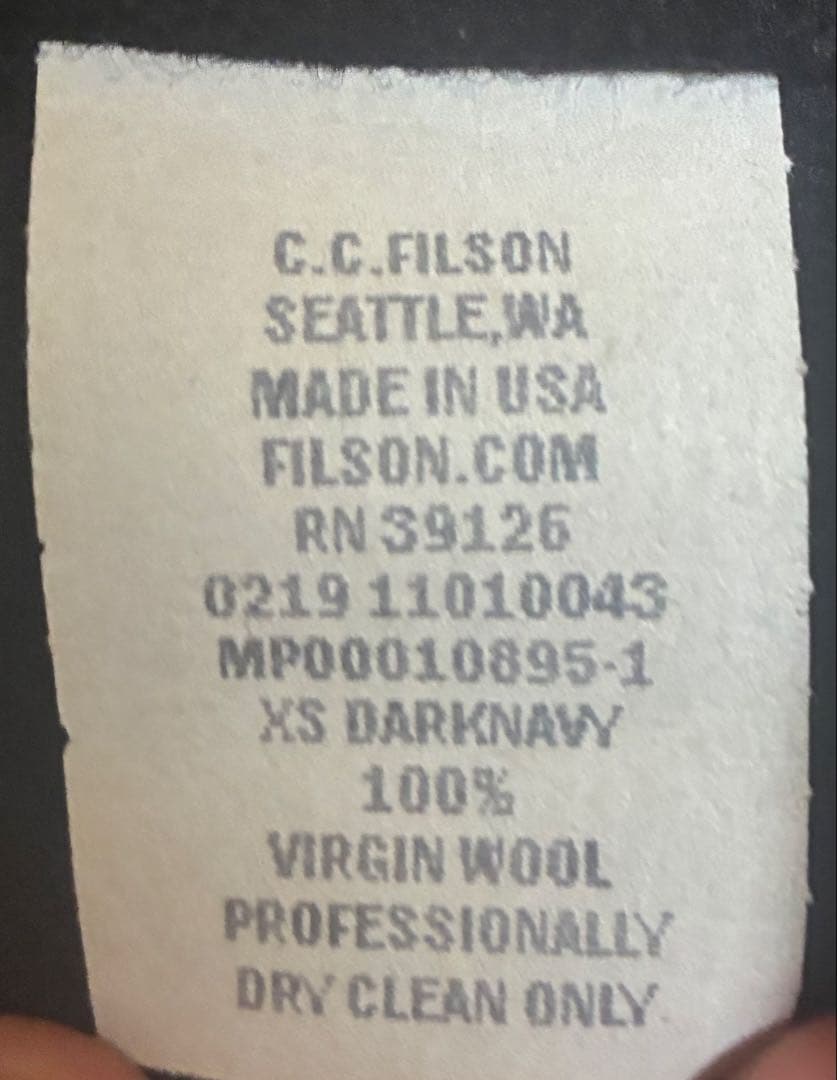 C.C.FILSON
SEATTLE,WA
MADE IN USA
FILSON.COM
RN 39126
0219 11010043
MP00010895-1
XS DARKNAVY
100%
VIRGIN WOOL
PROFESSIONALLY
DRY CLEAN ONLY